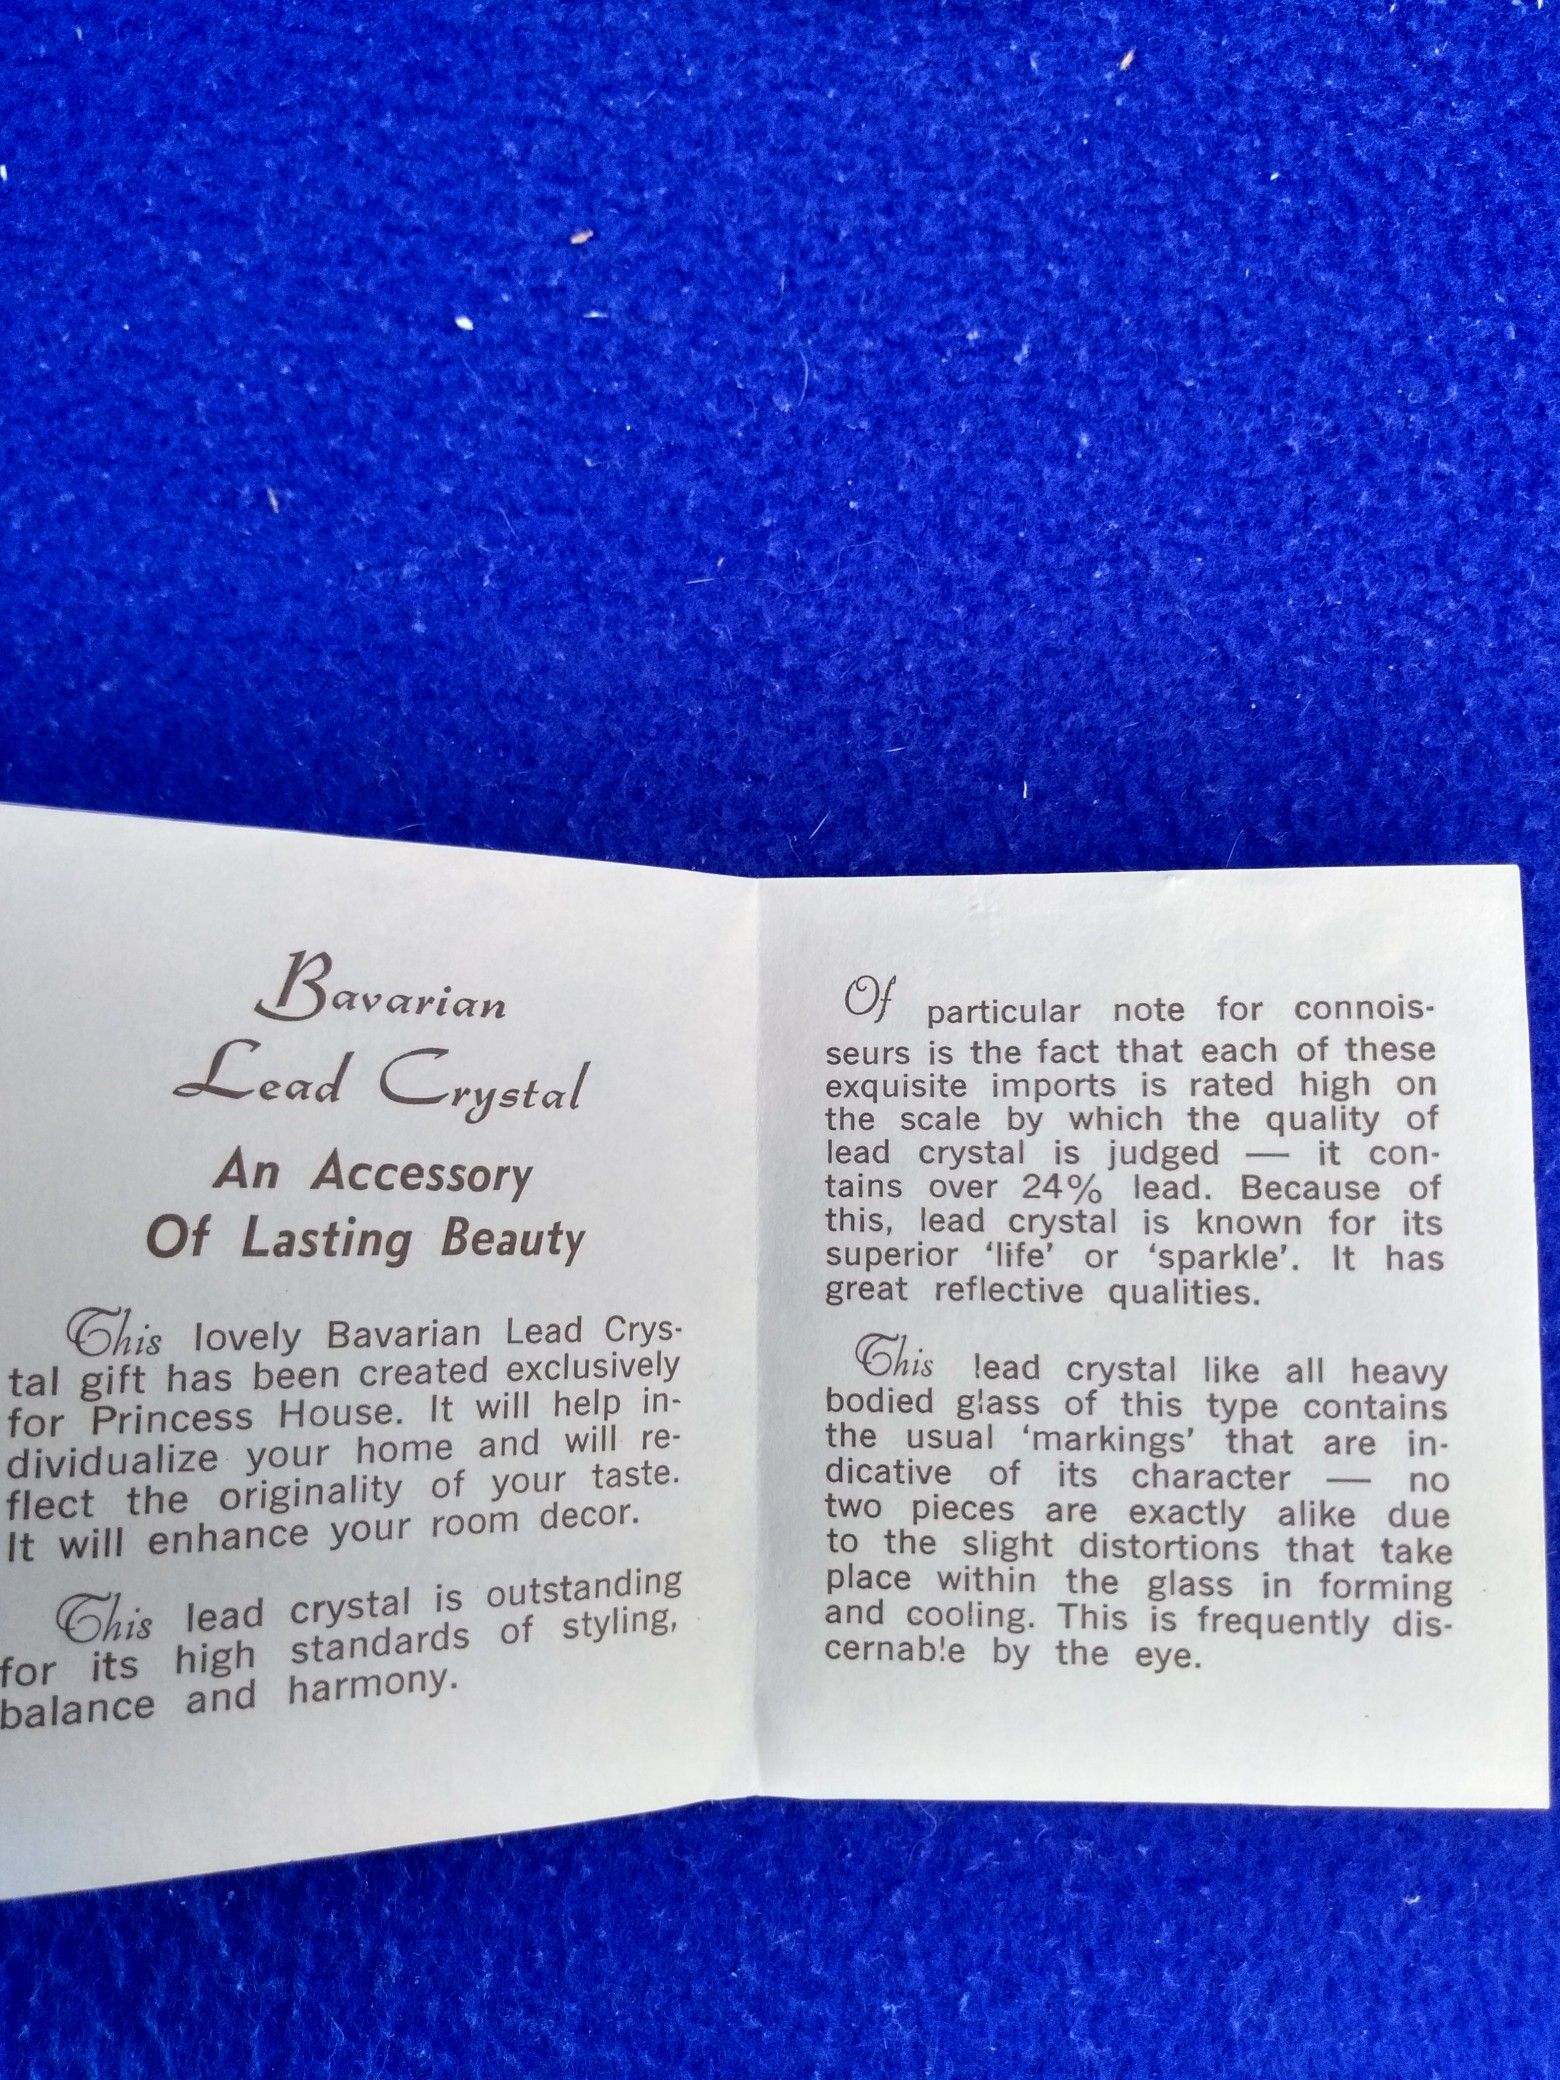 Bavarian
Lead Crystal
An Accessory
Of Lasting Beauty
This lovely Bavarian Lead Crys-
tal gift has been created exclusively
for Princess House. It will help in-
dividualize your home and will re-
flect the originality of your taste.
It will enhance your room decor.
This lead crystal is outstanding
for its high standards of styling,
balance and harmony.
Of particular note for connois-
seurs is the fact that each of these
exquisite imports is rated high on
the scale by which the quality of
lead crystal is judged — it con-
tains over 24% lead. Because of
this, lead crystal is known for its
superior ‘life’ or ‘sparkle’. It has
great reflective qualities.
This lead crystal like all heavy
bodied glass of this type contains
the usual ‘markings’ that are in-
dicative of its character — no
two pieces are exactly alike due
to the slight distortions that take
place within the glass in forming
and cooling. This is frequently dis-
cernable by the eye.